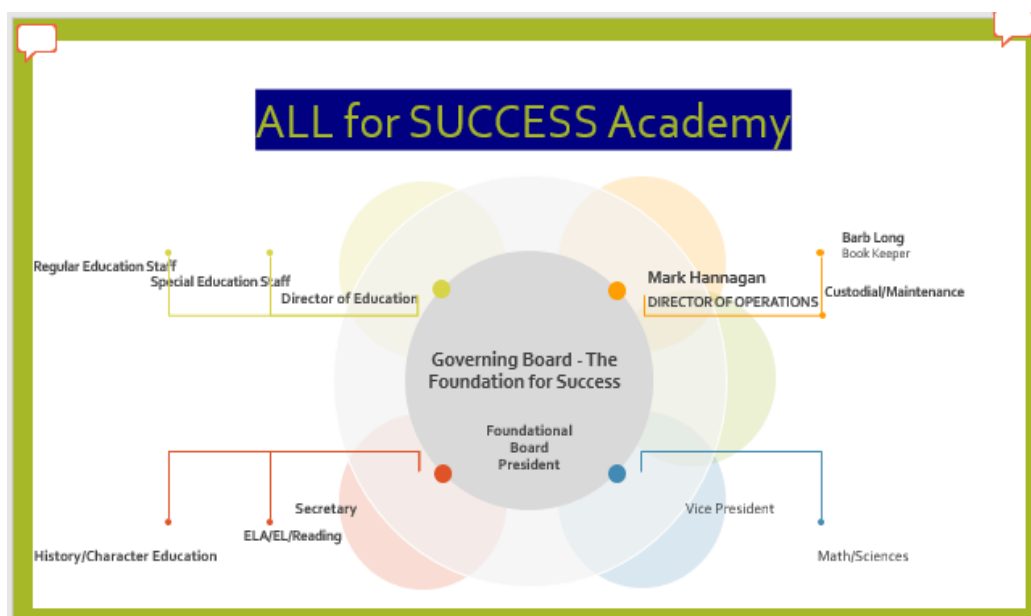 ALL for SUCCESS Academy
Barb Long
Book Keeper
Regular Education Staff
Special Education Staff
Director of Education
Mark Hannagan
DIRECTOR OF OPERATIONS
Custodial/Maintenance
Governing Board - The
Foundation for Success
Foundational
Board
President
Secretary
ELA/EL/Reading
History/Character Education
Vice President
Math/Sciences